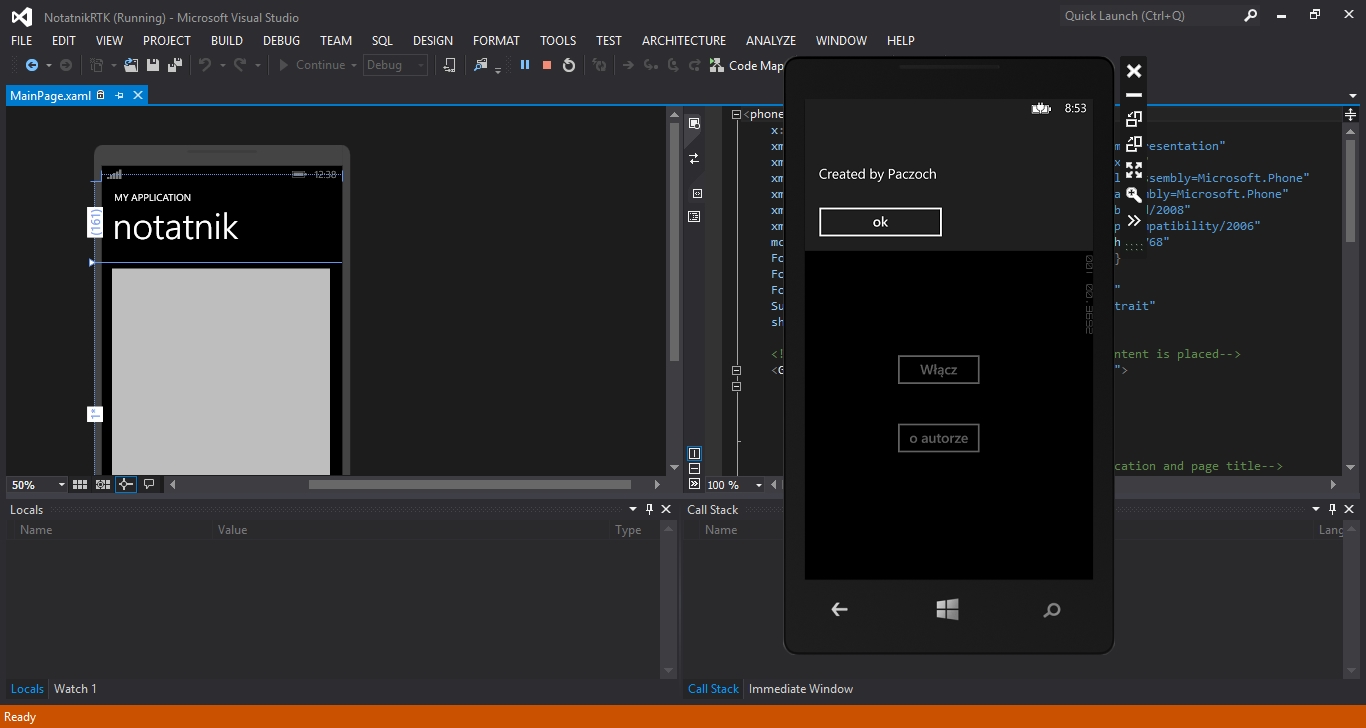 NotatnikRTK (Running) - Microsoft Visual Studio
Quick Launch (Ctrl+Q)
FILE EDIT VIEW PROJECT BUILD DEBUG TEAM SQL DESIGN FORMAT TOOLS TEST ARCHITECTURE ANALYZE WINDOW HELP
Continue Debug Code Map
MainPage.xaml
12:38
MY APPLICATION
notatnik
(161)
1*
<phone
x:
xm
xm
xm
xm
xm
xm
mc
Fo
Fo
Fo
Su
sh
<!
<G
esentation"
x
sembly=Microsoft.Phone"
bly=Microsoft.Phone"
d/2008"
patibility/2006"
68"
}
"
trait"
ntent is placed-->
">
cation and page title-->
8:53
Created by Paczoch
ok
Włącz
o autorze
50%
100 %
Locals
Name Value Type
Call Stack
Name Lang
Locals Watch 1
Call Stack Immediate Window
Ready